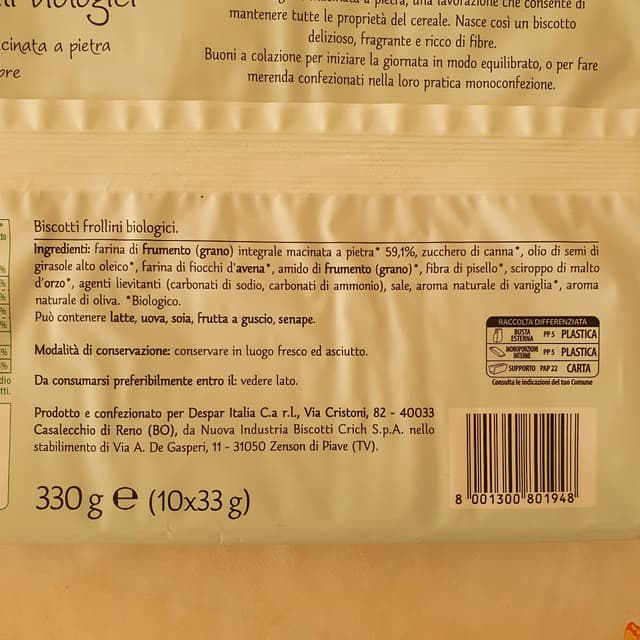 cinata a pietra
mantenere tutte le proprietà del cereale. Nasce così un biscotto
delizioso, fragrante e ricco di fibre.
Buoni a colazione per iniziare la giornata in modo equilibrato, o per fare
merenda confezionati nella loro pratica monoconfezione.
Biscotti frollini biologici.
Ingredienti: farina di frumento (grano) integrale macinata a pietra* 59,1%, zucchero di canna*, olio di semi di
girasole alto oleico*, farina di fiocchi d'avena*, amido di frumento (grano)*, fibra di pisello*, sciroppo di malto
d'orzo*, agenti lievitanti (carbonati di sodio, carbonati di ammonio), sale, aroma naturale di vaniglia*, aroma
naturale di oliva. *Biologico.
Può contenere latte, uova, soia, frutta a guscio, senape.
Modalità di conservazione: conservare in luogo fresco ed asciutto.
Da consumarsi preferibilmente entro il: vedere lato.
RACCOLTA DIFFERENZIATA
BUSTA ESTERNA PP 5 PLASTICA
MONOPORZIONI INTERNE PP 5 PLASTICA
SUPPORTO PAP 22 CARTA
Consulta le indicazioni del tuo Comune
Prodotto e confezionato per Despar Italia C.a r.l., Via Cristoni, 82 - 40033
Casalecchio di Reno (BO), da Nuova Industria Biscotti Crich S.p.A. nello
stabilimento di Via A. De Gasperi, 11 - 31050 Zenson di Piave (TV).
330 g e (10x33 g)
8 001300 801948